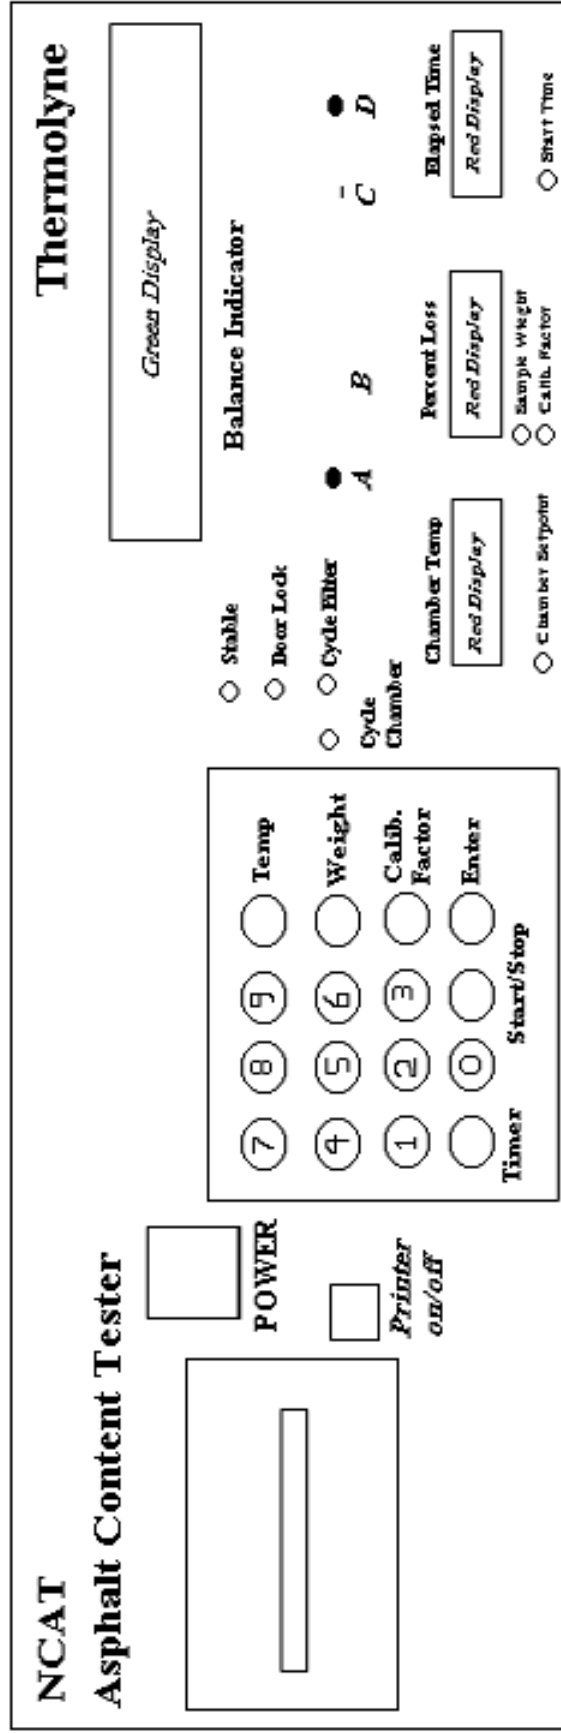 NCAT
Thermolyne
Asphalt Content Tester
Green Display
POWER
Printer
on/off
7 8 9 Temp
4 5 6 Weight
1 2 3 Calib.
Factor
0 Enter
Timer Start/Stop
Stable
Balance Indicator
Door Lock
Cycle Filter
Cycle
Chamber
A B C D
Chamber Temp
Percent Loss
Elapsed Time
Red Display
Red Display
Red Display
Chamber Setpoint
Sample Wieght
Calib. Factor
Start Time